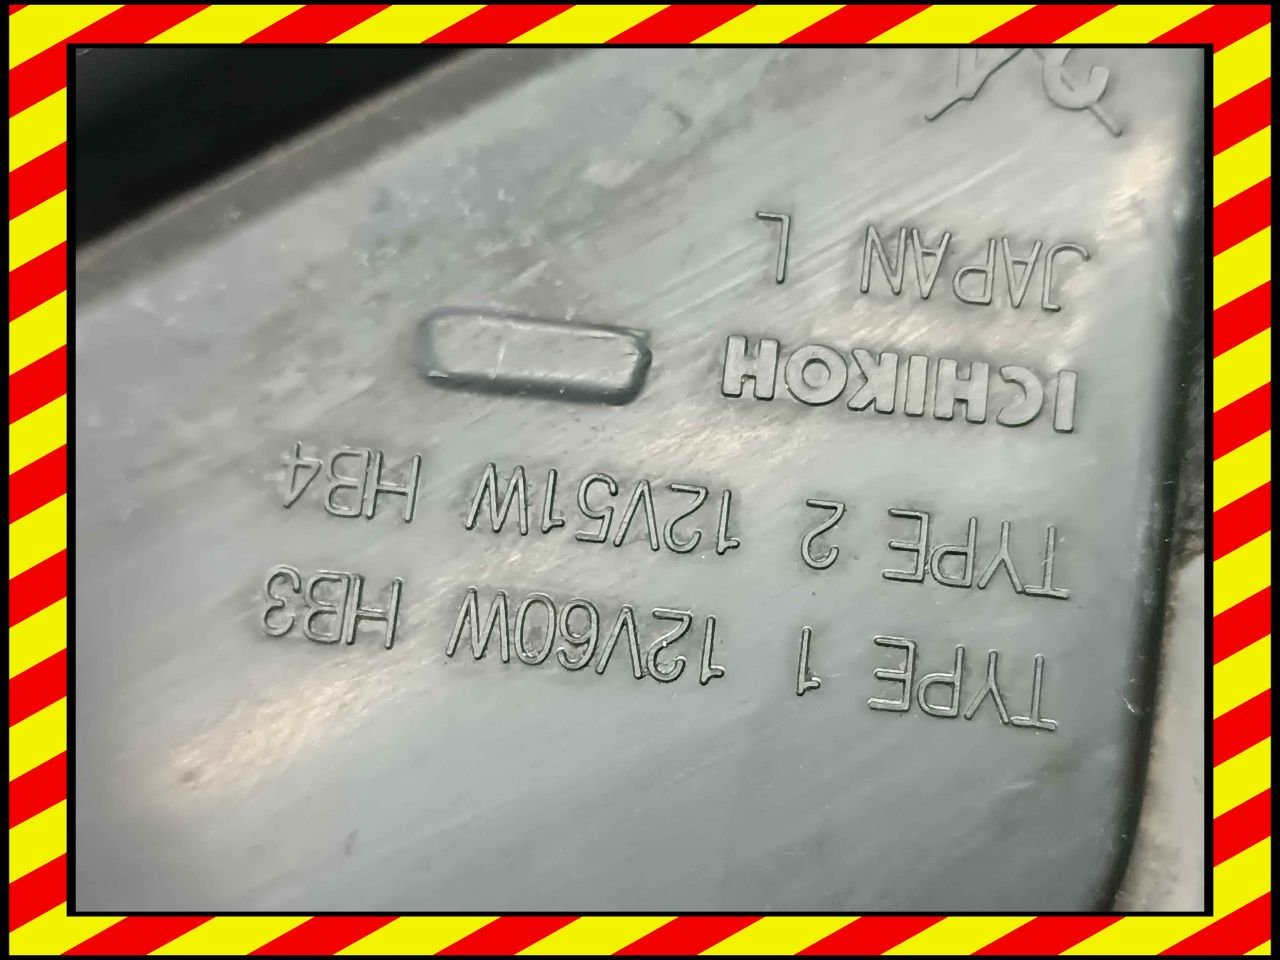 TYPE 1 12V60W HB3
TYPE 2 12V51W HB4
ICHIKOH
JAPAN L